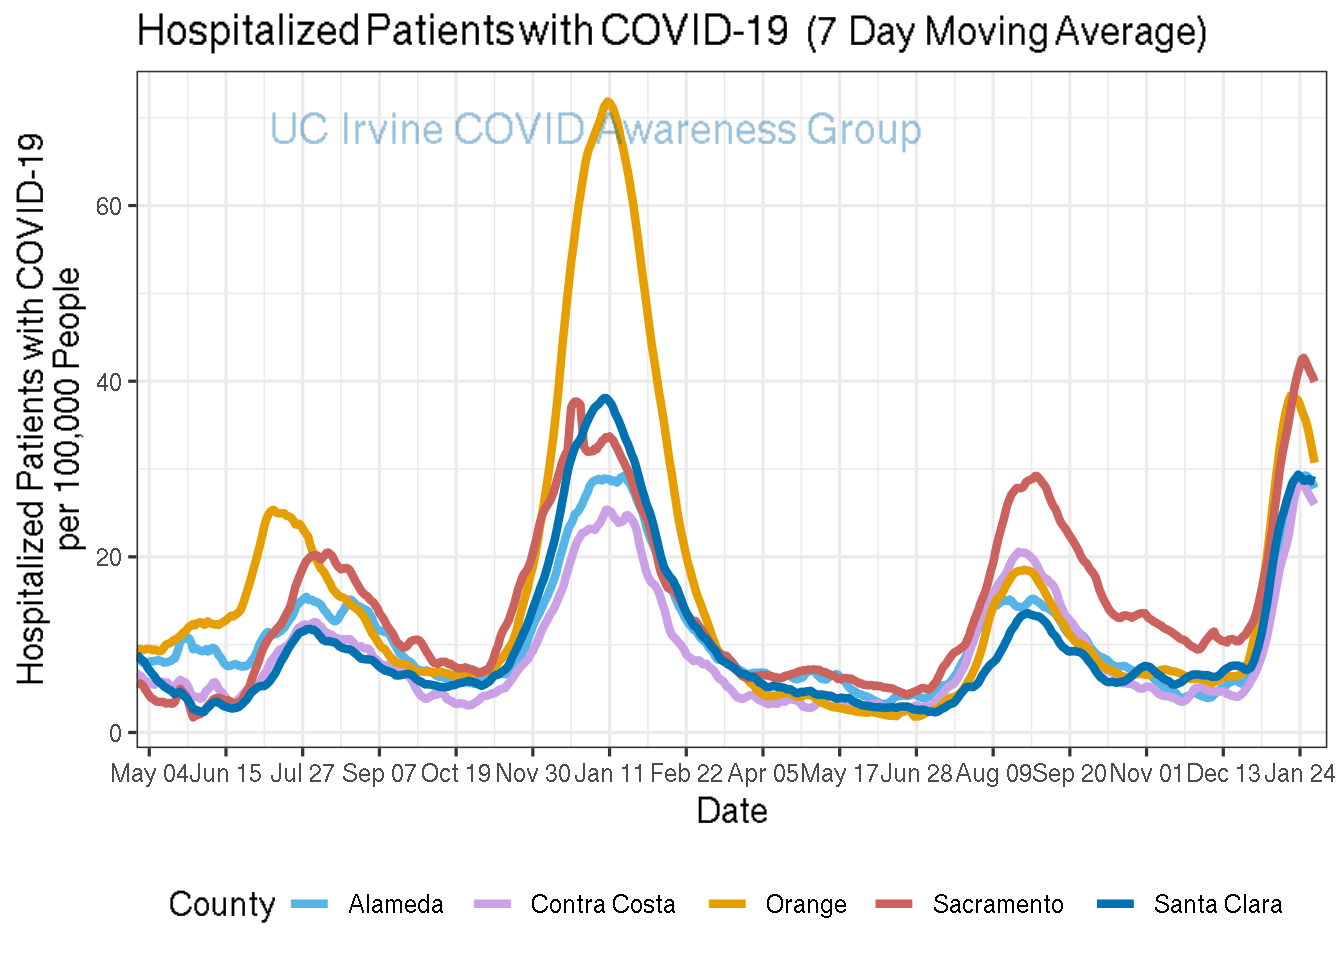 Hospitalized Patients with COVID-19 (7 Day Moving Average)
UC Irvine COVID Awareness Group
Hospitalized Patients with COVID-19
per 100,000 People
60
40
20
0
May 04 Jun 15 Jul 27 Sep 07 Oct 19 Nov 30 Jan 11 Feb 22 Apr 05 May 17 Jun 28 Aug 09 Sep 20 Nov 01 Dec 13 Jan 24
Date
County Alameda Contra Costa Orange Sacramento Santa Clara